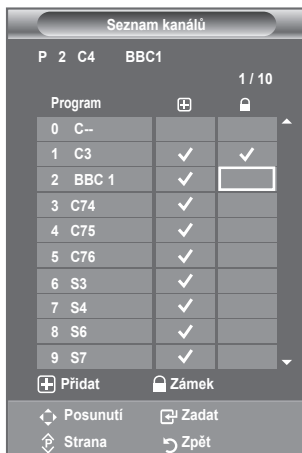 Seznam kanálů
P 2 C4 BBC1
1 / 10
Program
0 C--
1 C3
2 BBC 1
3 C74
4 C75
5 C76
6 S3
7 S4
8 S6
9 S7
Přidat Zámek
Posunutí Zadat
P Strana Zpět